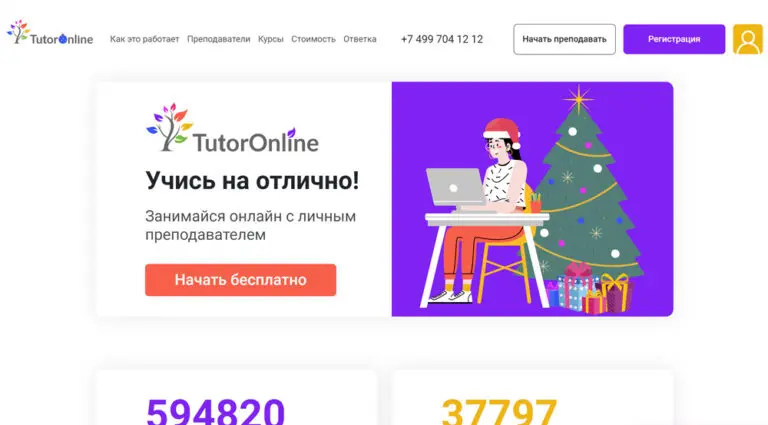 TutorOnline
Как это работает Преподаватели Курсы Стоимость Ответка +7 499 704 12 12 Начать преподавать Регистрация
TutorOnline
Учись на отлично!
Занимайся онлайн с личным
преподавателем
Начать бесплатно
594820 37797